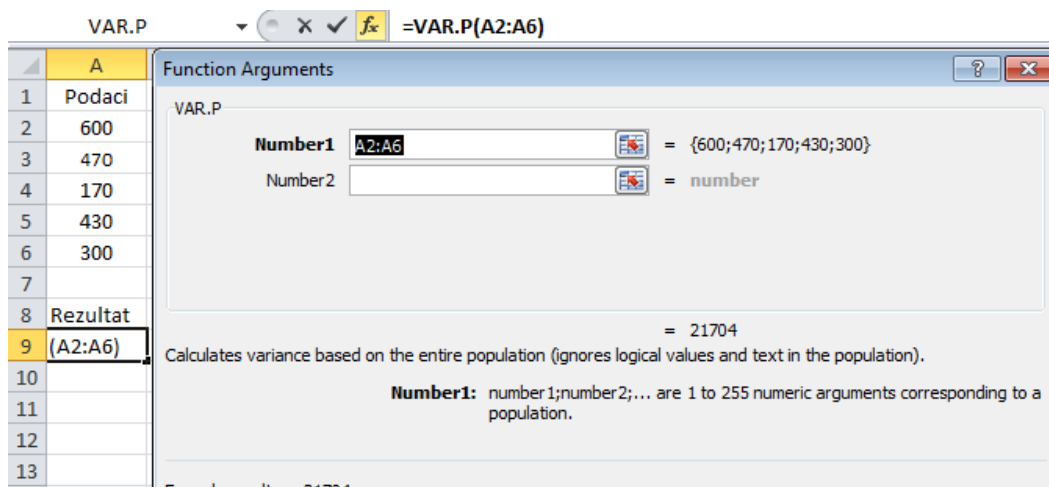 VAR.P fx =VAR.P(A2:A6)
A Function Arguments
1 Podaci VAR.P
2 600 Number1 A2:A6 = {600;470;170;430;300}
3 470
4 170 Number2 = number
5 430
6 300
7
8 Rezultat
= 21704
9 (A2:A6) Calculates variance based on the entire population (ignores logical values and text in the population).
10
Number1: number1;number2;... are 1 to 255 numeric arguments corresponding to a
11 population.
12
13